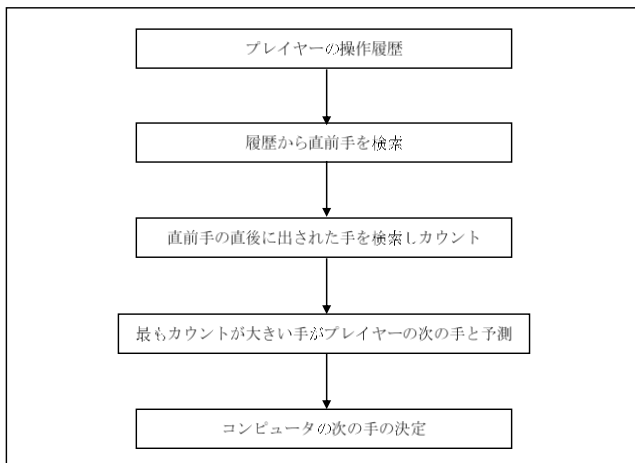 プレイヤーの操作履歴
履歴から直前手を検索
直前手の直後に出された手を検索しカウント
最もカウントが大きい手がプレイヤーの次の手と予測
コンピュータの次の手の決定